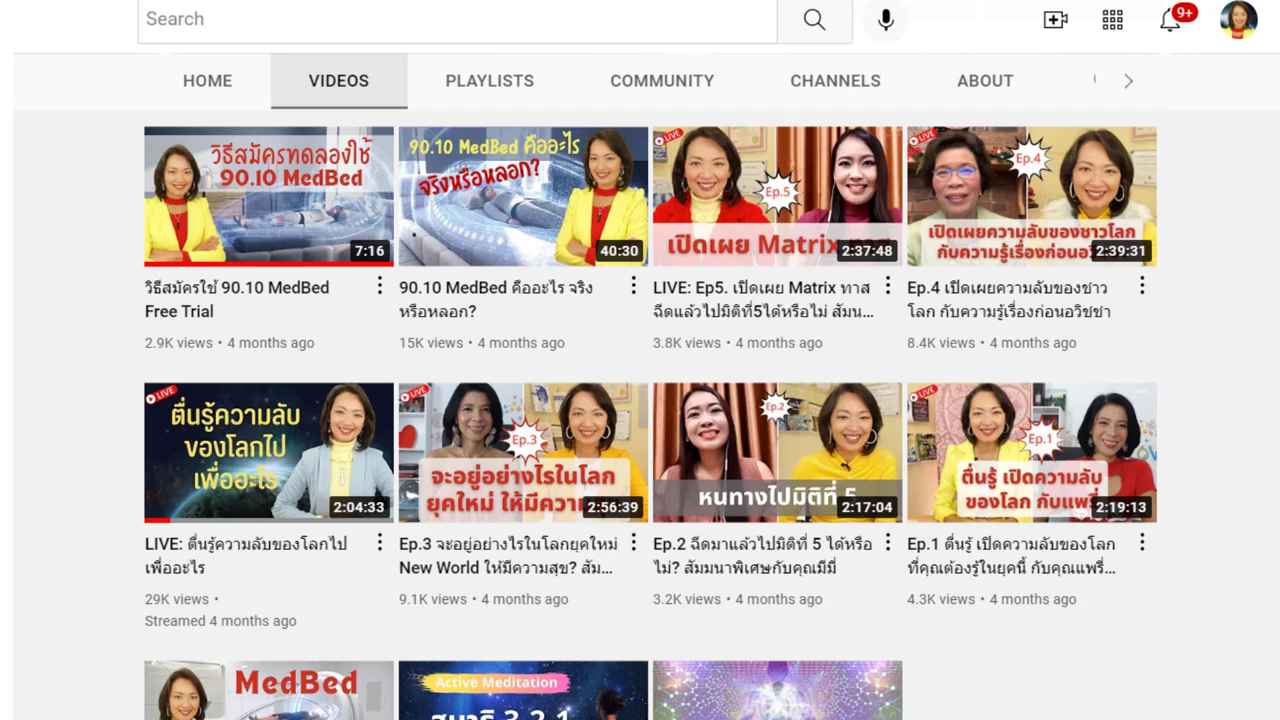 Search
9+
HOME VIDEOS PLAYLISTS COMMUNITY CHANNELS ABOUT
วิธีสมัครทดลองใช้
90.10 MedBed
7:16
90.10 MedBed คืออะไร
จริงหรือหลอก?
40:30
LIVE
Ep.5
เปิดเผย Matrix
2:37:48
LIVE
Ep.4
เปิดเผยความลับของชาวโลก
กับความรู้เรื่องก่อน
2:39:31
วิธีสมัครใช้ 90.10 MedBed
Free Trial
2.9K views • 4 months ago
90.10 MedBed คืออะไร จริง
หรือหลอก?
15K views • 4 months ago
LIVE: Ep5. เปิดเผย Matrix ทาส
ฉีดแล้วไปมิติที่5ได้หรือไม่ สัมน...
3.8K views • 4 months ago
Ep.4 เปิดเผยความลับของชาว
โลก กับความรู้เรื่องก่อนอวิชชา
8.4K views • 4 months ago
LIVE
ตื่นรู้ความลับ
ของโลกไป
เพื่ออะไร
2:04:33
LIVE
Ep.3
จะอยู่อย่างไรในโลก
ยุคใหม่ ให้มีความ
2:56:39
Ep.2
หนทางไปมิติที่ 5
2:17:04
LIVE
Ep.1
ตื่นรู้ เปิดความลับ
ของโลก กับแพรี่
2:19:13
LIVE: ตื่นรู้ความลับของโลกไป
เพื่ออะไร
29K views •
Streamed 4 months ago
Ep.3 จะอยู่อย่างไรในโลกยุคใหม่
New World ให้มีความสุข? สัม...
9.1K views • 4 months ago
Ep.2 ฉีดมาแล้วไปมิติที่ 5 ได้หรือ
ไม่? สัมมนาพิเศษกับคุณมีมี่
3.2K views • 4 months ago
Ep.1 ตื่นรู้ เปิดความลับของโลก
ที่คุณต้องรู้ในยุคนี้ กับคุณแพรี่...
4.3K views • 4 months ago
MedBed
Active Meditation
สมาธิ 3 2 1